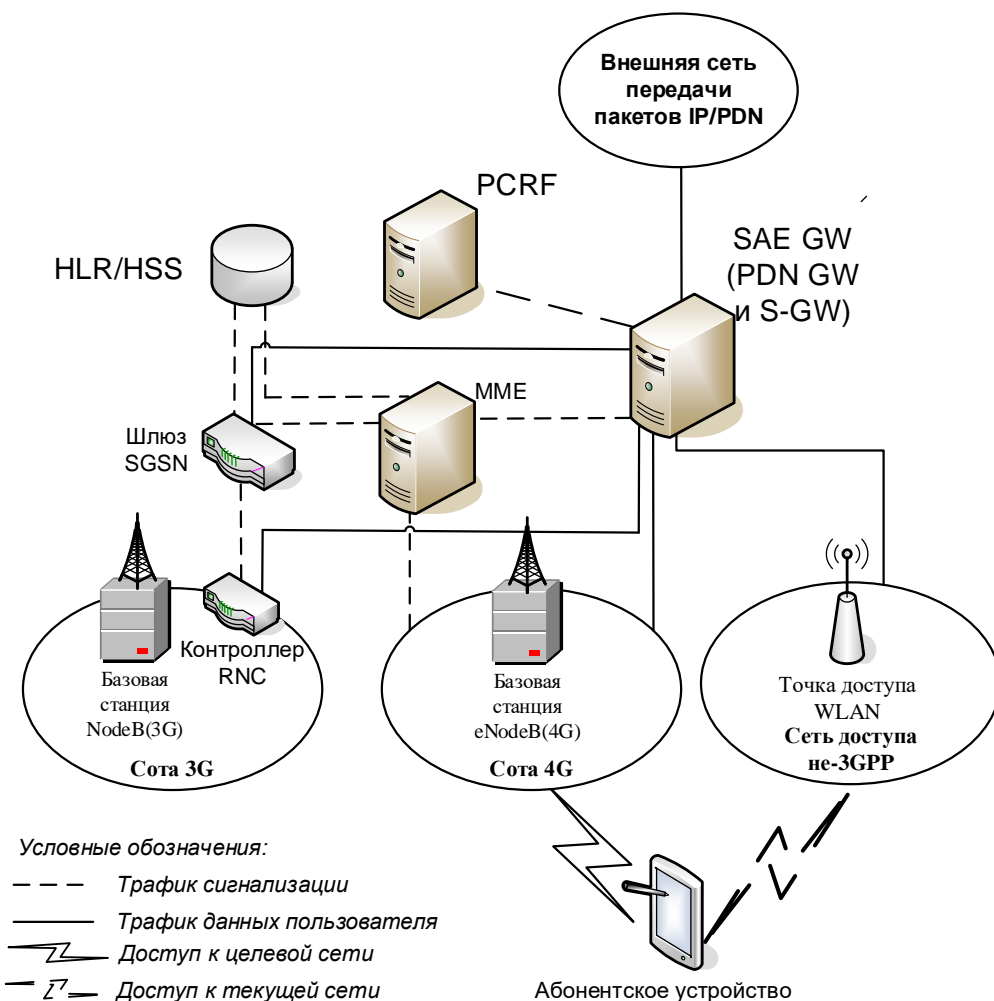 Внешняя сеть
передачи
пакетов IP/PDN
PCRF
SAE GW
(PDN GW
и S-GW)
HLR/HSS
MME
Шлюз
SGSN
Контроллер
RNC
Базовая
станция
NodeB(3G)
Сота 3G
Базовая
станция
eNodeB(4G)
Сота 4G
Точка доступа
WLAN
Сеть доступа
не-3GPP
Условные обозначения:
Трафик сигнализации
Трафик данных пользователя
Доступ к целевой сети
Доступ к текущей сети
Абонентское устройство